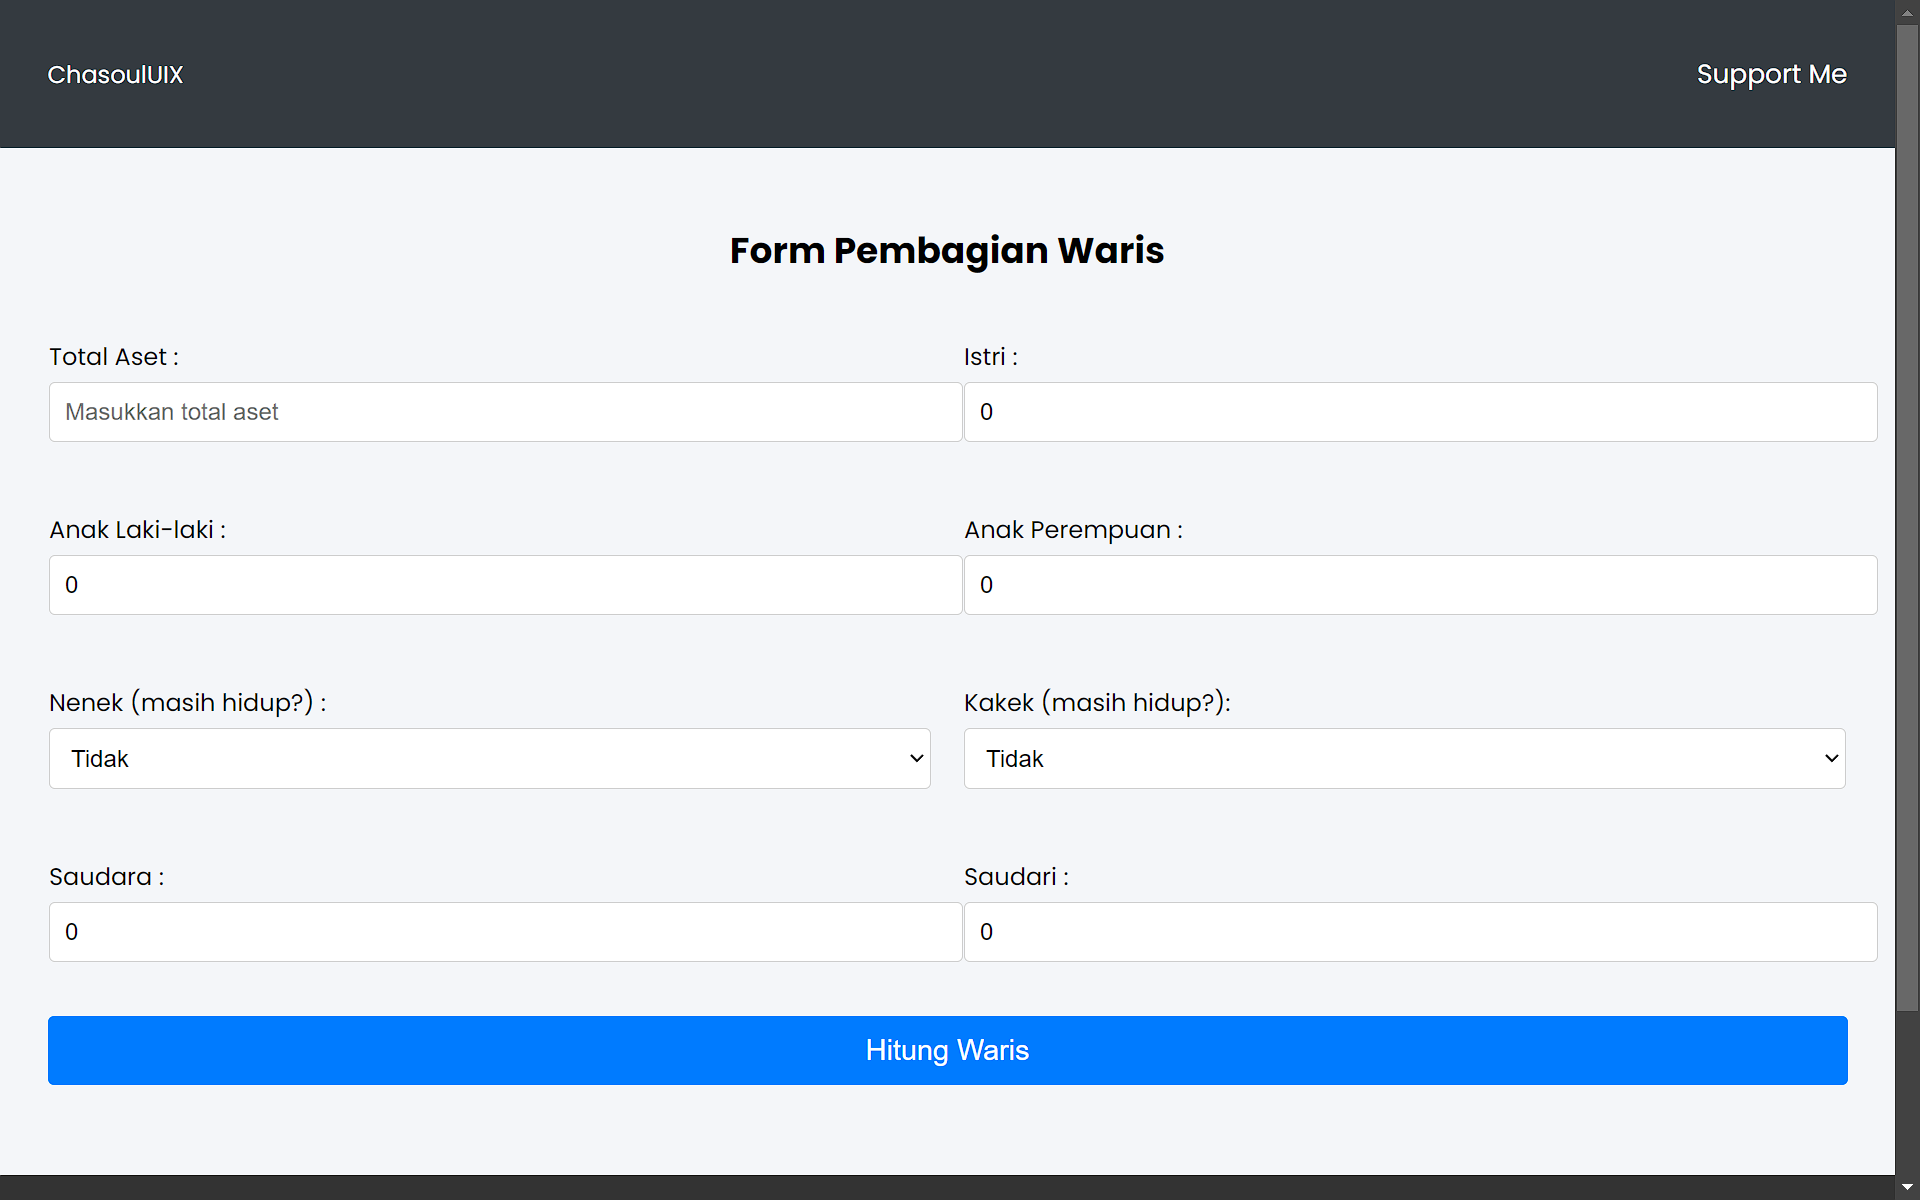 ChasoulUIX
Support Me
Form Pembagian Waris
Total Aset :
Istri :
Masukkan total aset
0
Anak Laki-laki :
Anak Perempuan :
0
0
Nenek (masih hidup?) :
Kakek (masih hidup?):
Tidak
Tidak
Saudara :
Saudari :
0
0
Hitung Waris